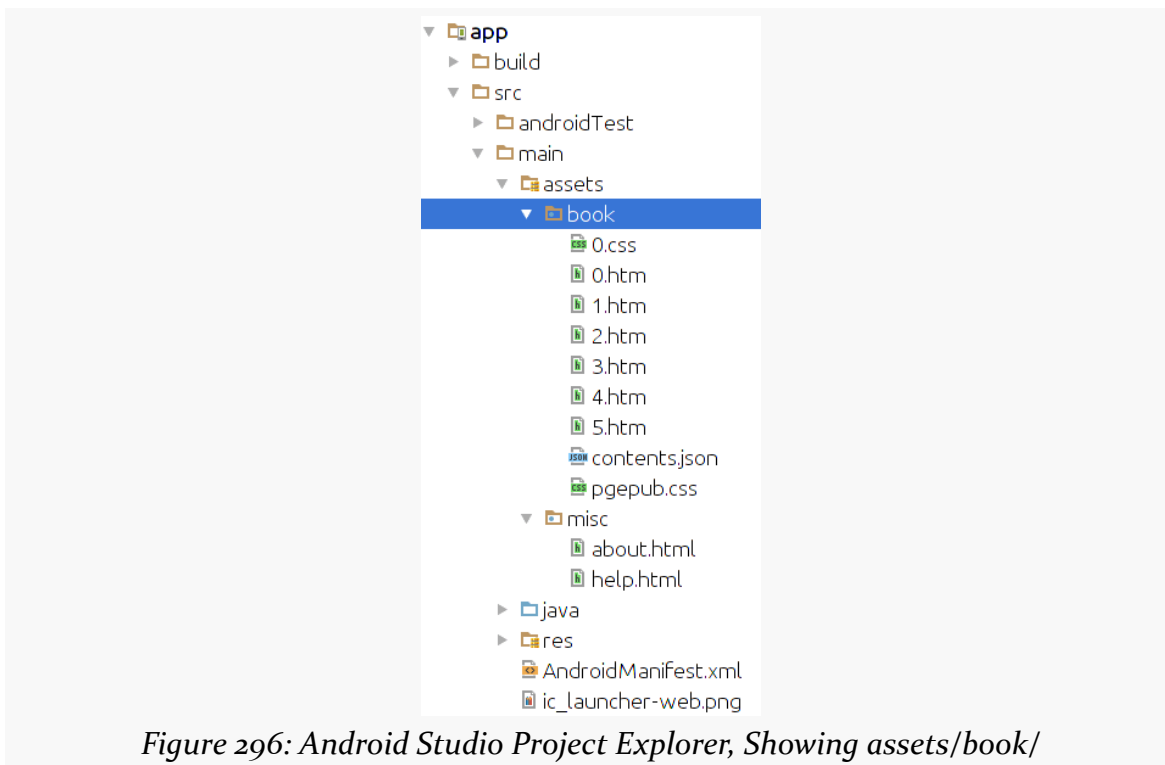 app
build
src
androidTest
main
assets
book
0.css
0.htm
1.htm
2.htm
3.htm
4.htm
5.htm
contents.json
pgepub.css
misc
about.html
help.html
java
res
AndroidManifest.xml
ic_launcher-web.png
Figure 296: Android Studio Project Explorer, Showing assets/book/